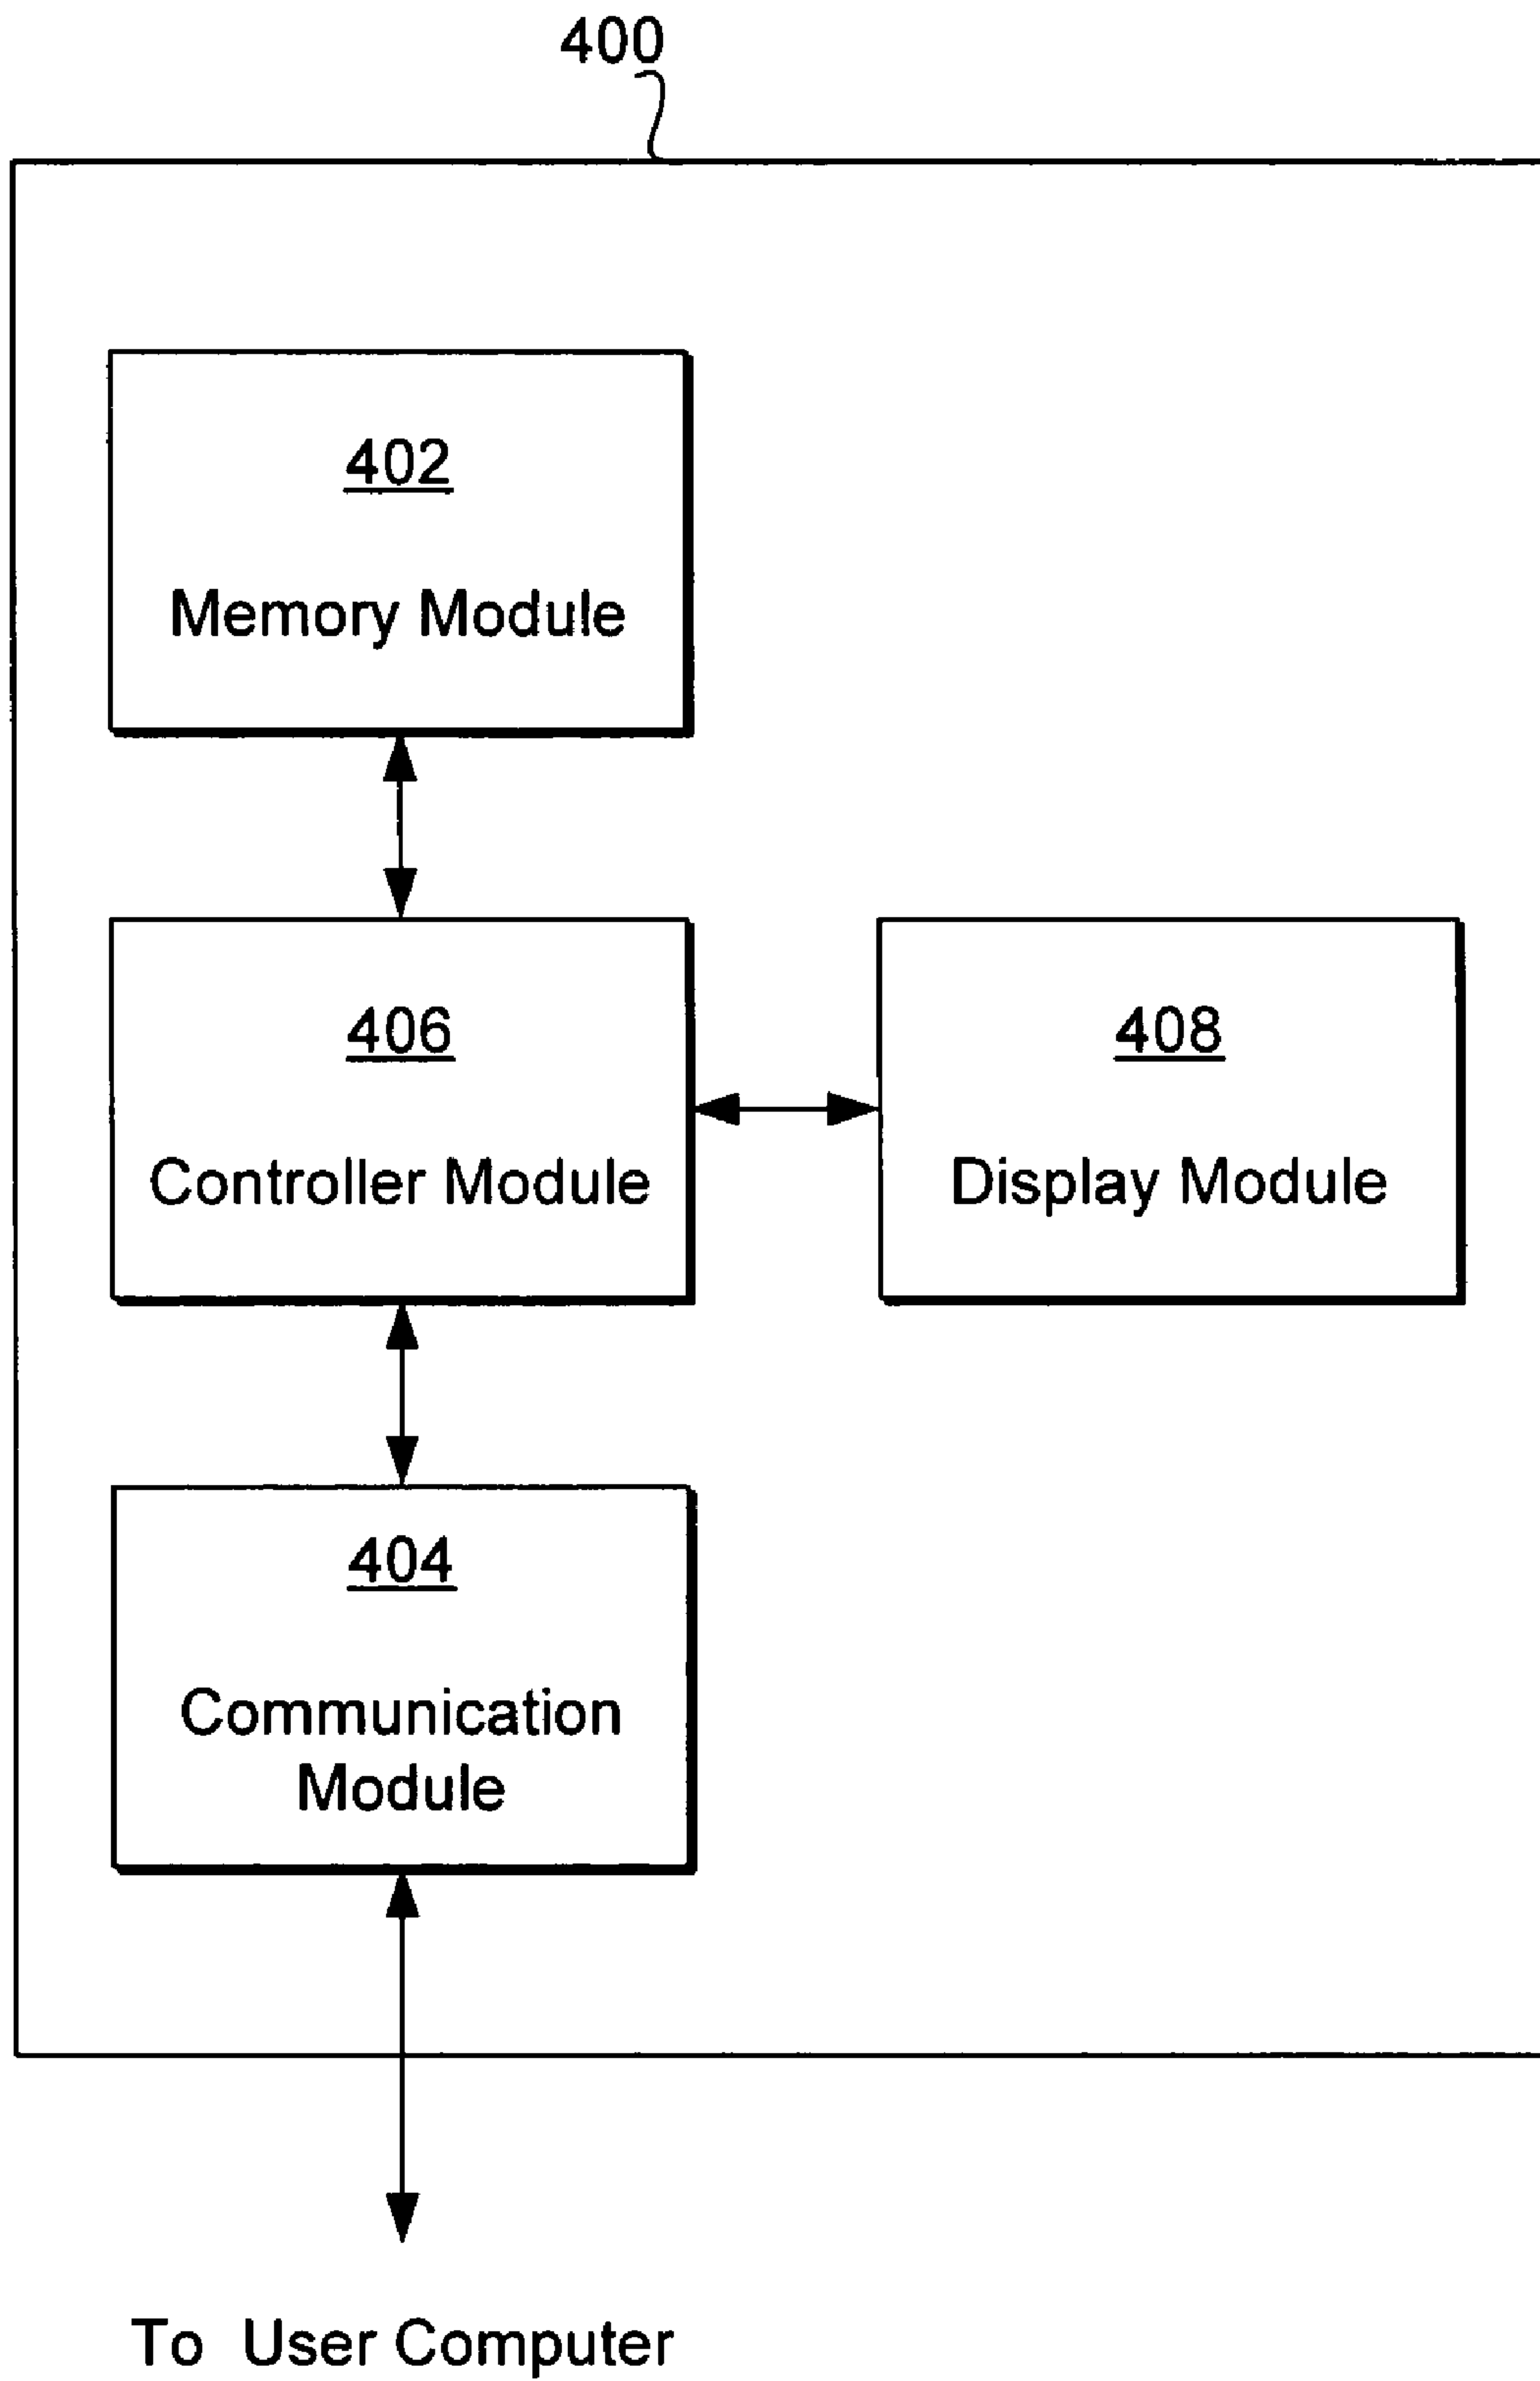 400
402
Memory Module
406
Controller Module
408
Display Module
404
Communication
Module
To User Computer